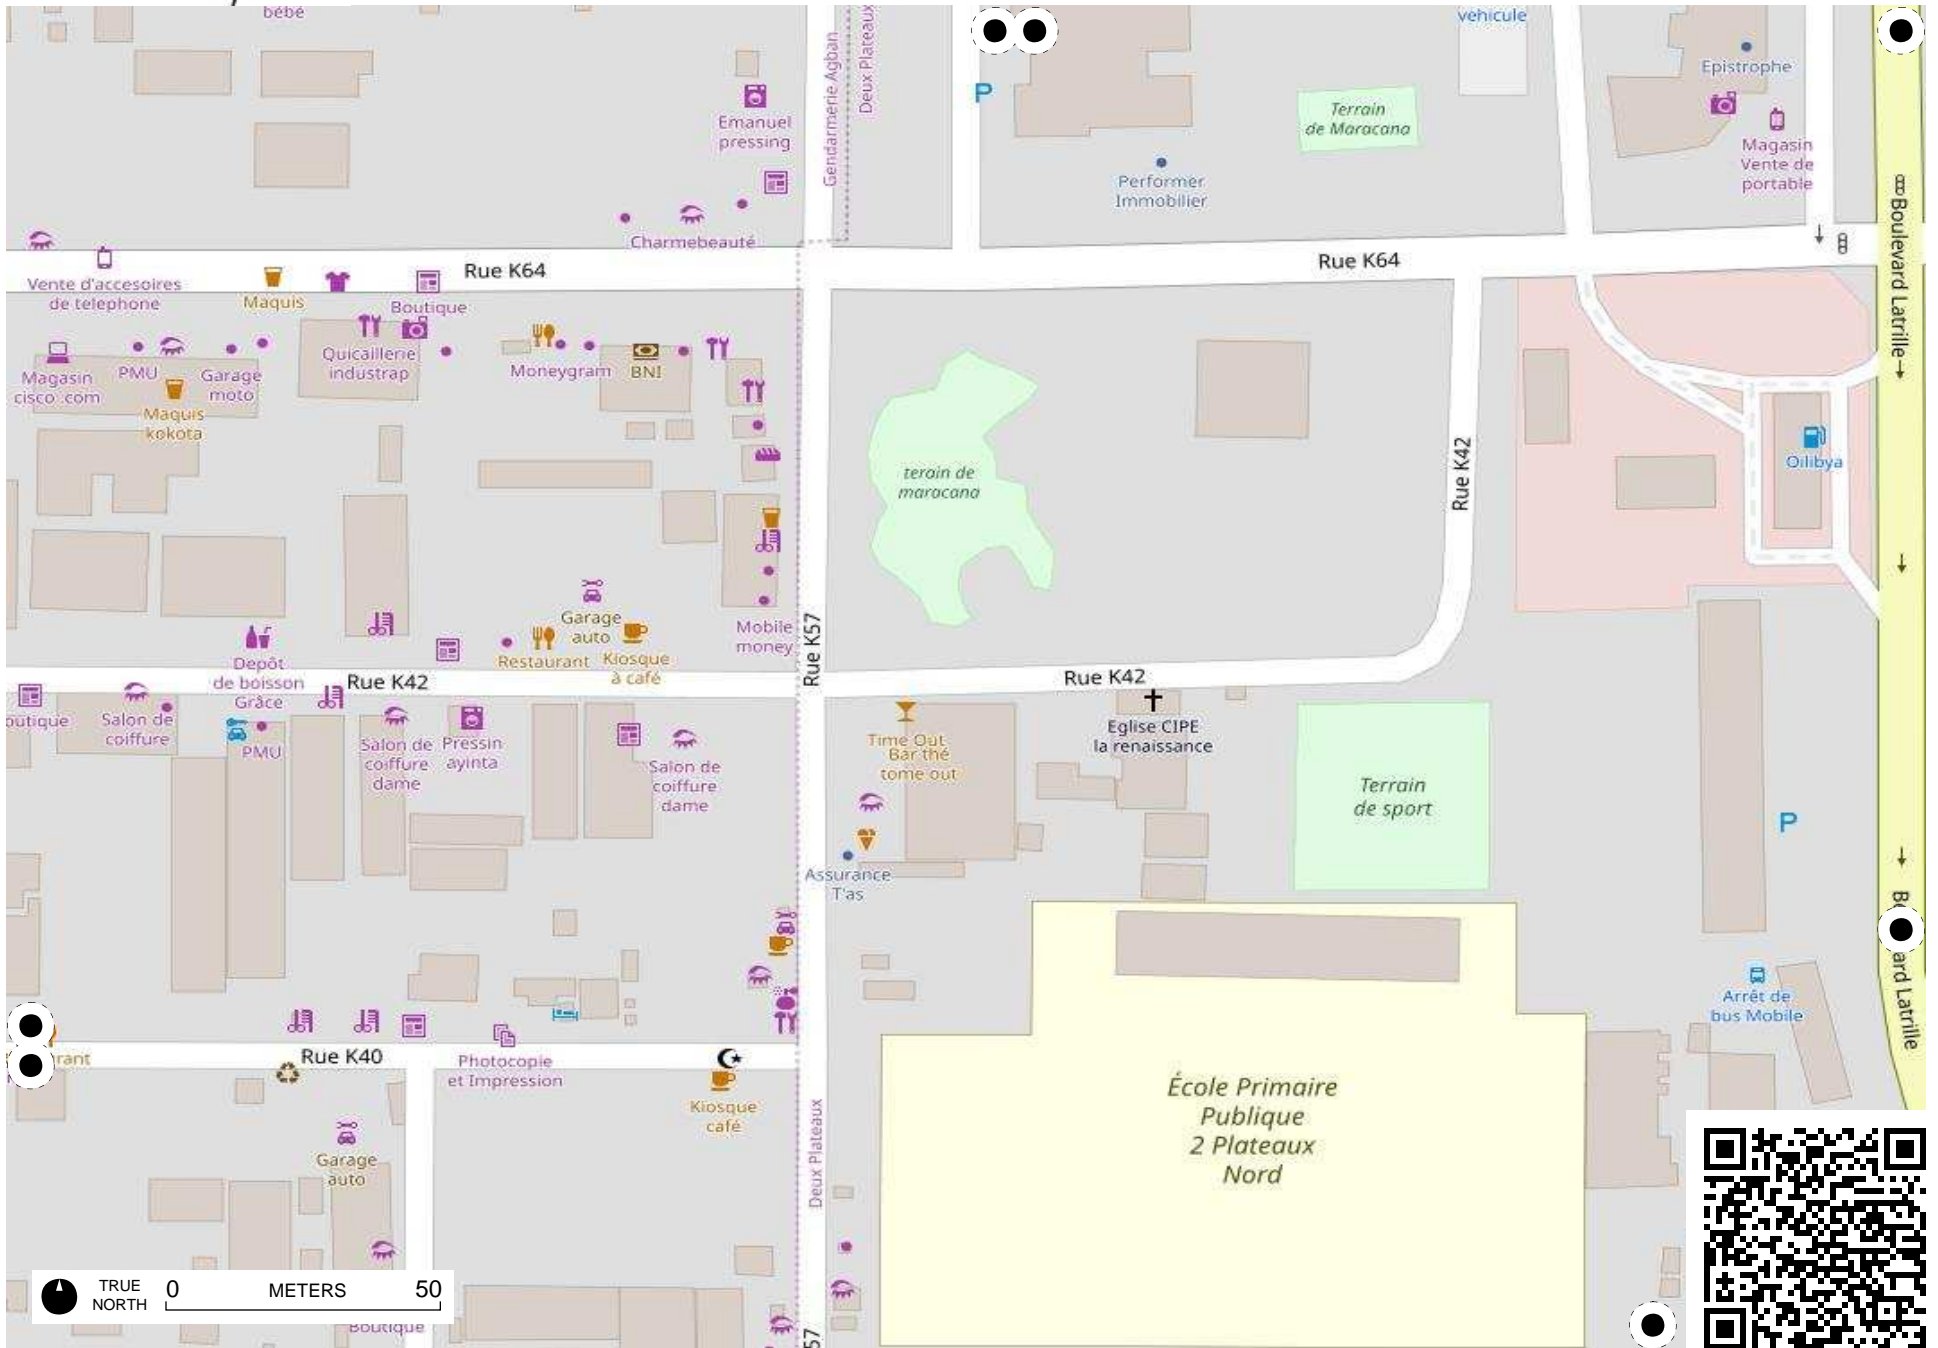 bébé
Emanuel
pressing
Gendarmerie Agban
Deux Plateaux
P
vehicule
Epistrophe
Terrain
de Maracana
Magasin
Vente de
portable
Performer
Immobilier
Charmebeauté
Boulevard Latrille
Rue K64
Rue K64
Vente d'accesoires
de telephone
Maquis
Boutique
Quicaillerie
industrap
Magasin
cisco .com
PMU
Garage
moto
Maquis
kokota
Moneygram
BNI
terain de
maracana
Rue K42
Oilibya
Garage
auto
Mobile
money
Rue K57
Restaurant
Kiosque
à café
Depôt
de boisson
Grâce
Rue K42
Rue K42
outique
Salon de
coiffure
PMU
Salon de
coiffure
dame
Pressin
ayinta
Salon de
coiffure
dame
Time Out
Bar thé
tome out
Eglise CIPE
la renaissance
Terrain
de sport
P
Assurance
T'as
Bo ard Latrille
Arrêt de
bus Mobile
rant
Rue K40
Photocopie
et Impression
Kiosque
café
École Primaire
Publique
2 Plateaux
Nord
Deux Plateaux
Garage
auto
TRUE
NORTH
0 METERS 50
Boutique
57